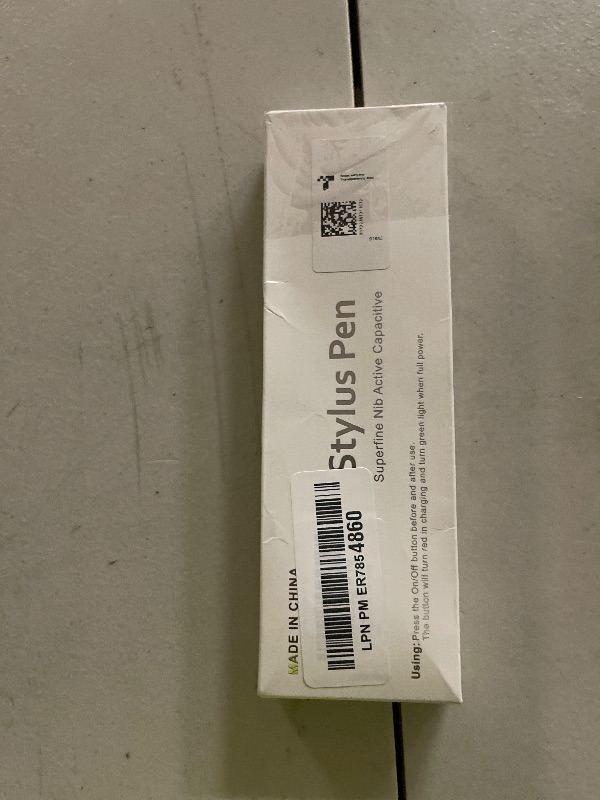 Stylus Pen
Superfine Nib Active Capacitive
MADE IN CHINA
LPN PM ER7854860
Using: Press the On/Off button before and after use.
The button will turn red in charging and turn green light when full power.